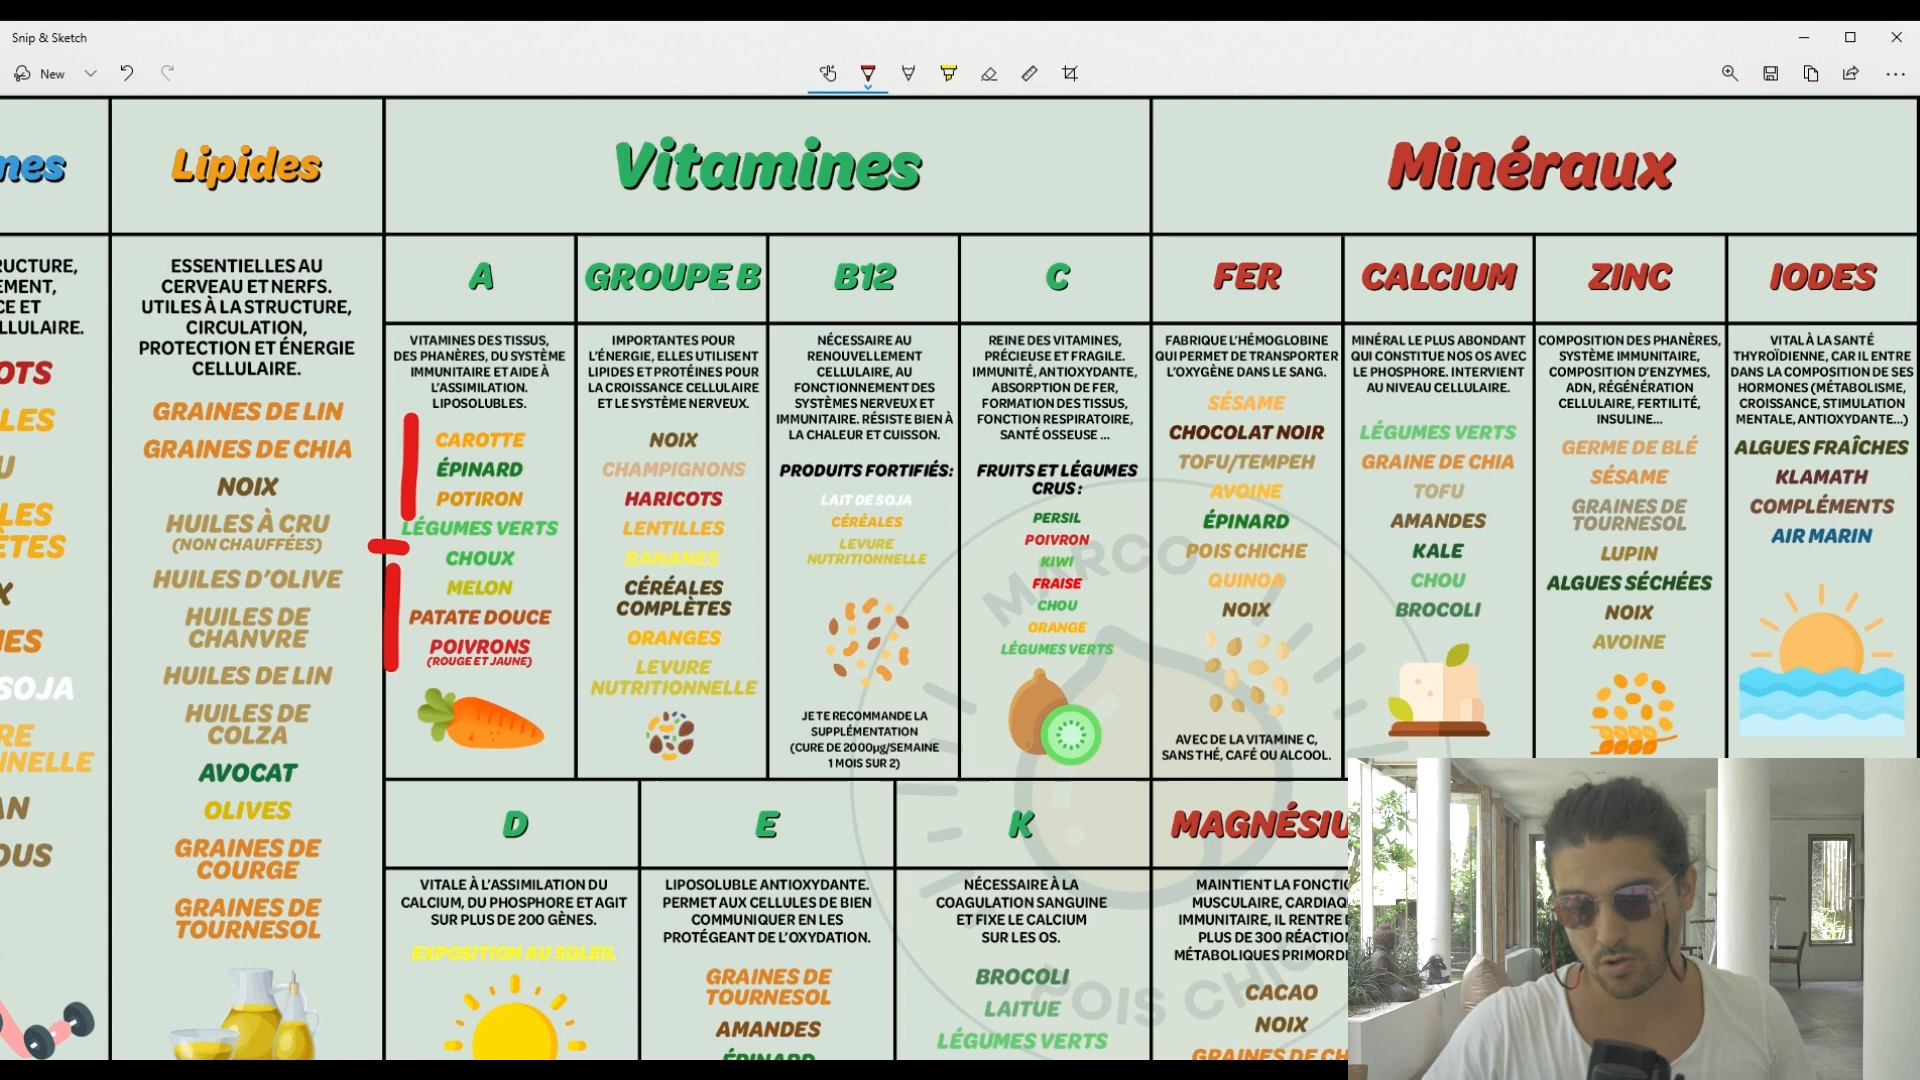 Snip & Sketch
New
nes
Lipides
Vitamines
Minéraux
RUCTURE,
EMENT,
CE ET
LLULAIRE.
OTS
LES
U
LES
ÈTES
X
MES
SOJA
RE
NNELLE
AN
OUS
ESSENTIELLES AU
CERVEAU ET NERFS.
UTILES À LA STRUCTURE,
CIRCULATION,
PROTECTION ET ÉNERGIE
CELLULAIRE.
GRAINES DE LIN
GRAINES DE CHIA
NOIX
HUILES À CRU
(NON CHAUFFÉES)
HUILES D'OLIVE
HUILES DE
CHANVRE
HUILES DE LIN
HUILES DE
COLZA
AVOCAT
OLIVES
GRAINES DE
COURGE
GRAINES DE
TOURNESOL
A
VITAMINES DES TISSUS,
DES PHANÈRES, DU SYSTÈME
IMMUNITAIRE ET AIDE À
L'ASSIMILATION.
LIPOSOLUBLES.
CAROTTE
ÉPINARD
POTIRON
LÉGUMES VERTS
CHOUX
MELON
PATATE DOUCE
POIVRONS
(ROUGE ET JAUNE)
GROUPE B
IMPORTANTES POUR
L'ÉNERGIE, ELLES UTILISENT
LIPIDES ET PROTÉINES POUR
LA CROISSANCE CELLULAIRE
ET LE SYSTÈME NERVEUX.
NOIX
CHAMPIGNONS
HARICOTS
LENTILLES
BANANES
CÉRÉALES
COMPLÈTES
ORANGES
LEVURE
NUTRITIONNELLE
B12
NÉCESSAIRE AU
RENOUVELLEMENT
CELLULAIRE, AU
FONCTIONNEMENT DES
SYSTÈMES NERVEUX ET
IMMUNITAIRE. RÉSISTE BIEN À
LA CHALEUR ET CUISSON.
PRODUITS FORTIFIÉS:
LAIT DE SOJA
CÉRÉALES
LEVURE
NUTRITIONNELLE
JE TE RECOMMANDE LA
SUPPLÉMENTATION
(CURE DE 2000µg/SEMAINE
1 MOIS SUR 2)
C
REINE DES VITAMINES,
PRÉCIEUSE ET FRAGILE.
IMMUNITÉ, ANTIOXYDANTE,
ABSORPTION DE FER,
FORMATION DES TISSUS,
FONCTION RESPIRATOIRE,
SANTÉ OSSEUSE ...
FRUITS ET LÉGUMES
CRUS :
PERSIL
POIVRON
KIWI
FRAISE
CHOU
ORANGE
LÉGUMES VERTS
FER
FABRIQUE L'HÉMOGLOBINE
QUI PERMET DE TRANSPORTER
L'OXYGÈNE DANS LE SANG.
SÉSAME
CHOCOLAT NOIR
TOFU/TEMPEH
AVOINE
ÉPINARD
POIS CHICHE
QUINOA
NOIX
AVEC DE LA VITAMINE C,
SANS THÉ, CAFÉ OU ALCOOL.
CALCIUM
MINÉRAL LE PLUS ABONDANT
QUI CONSTITUE NOS OS AVEC
LE PHOSPHORE. INTERVIENT
AU NIVEAU CELLULAIRE.
LÉGUMES VERTS
GRAINE DE CHIA
TOFU
AMANDES
KALE
CHOU
BROCOLI
ZINC
COMPOSITION DES PHANÈRES,
SYSTÈME IMMUNITAIRE,
COMPOSITION D'ENZYMES,
ADN, RÉGÉNÉRATION
CELLULAIRE, FERTILITÉ,
INSULINE...
GERME DE BLÉ
SÉSAME
GRAINES DE
TOURNESOL
LUPIN
ALGUES SÉCHÉES
NOIX
AVOINE
IODES
VITAL À LA SANTÉ
THYROÏDIENNE, CAR IL ENTRE
DANS LA COMPOSITION DE SES
HORMONES (MÉTABOLISME,
CROISSANCE, STIMULATION
MENTALE, ANTIOXYDANTE...)
ALGUES FRAÎCHES
KLAMATH
COMPLÉMENTS
AIR MARIN
D
VITALE À L'ASSIMILATION DU
CALCIUM, DU PHOSPHORE ET AGIT
SUR PLUS DE 200 GÈNES.
EXPOSITION AU SOLEIL
E
LIPOSOLUBLE ANTIOXYDANTE.
PERMET AUX CELLULES DE BIEN
COMMUNIQUER EN LES
PROTÉGEANT DE L'OXYDATION.
GRAINES DE
TOURNESOL
AMANDES
ÉPINARD
K
NÉCESSAIRE À LA
COAGULATION SANGUINE
ET FIXE LE CALCIUM
SUR LES OS.
BROCOLI
LAITUE
LÉGUMES VERTS
MAGNÉSIU
MAINTIENT LA FONCTIO
MUSCULAIRE, CARDIAQ
IMMUNITAIRE, IL RENTRE
PLUS DE 300 RÉACTIO
MÉTABOLIQUES PRIMORD
CACAO
NOIX
GRAINES DE CH
MARCO
POIS CHIC